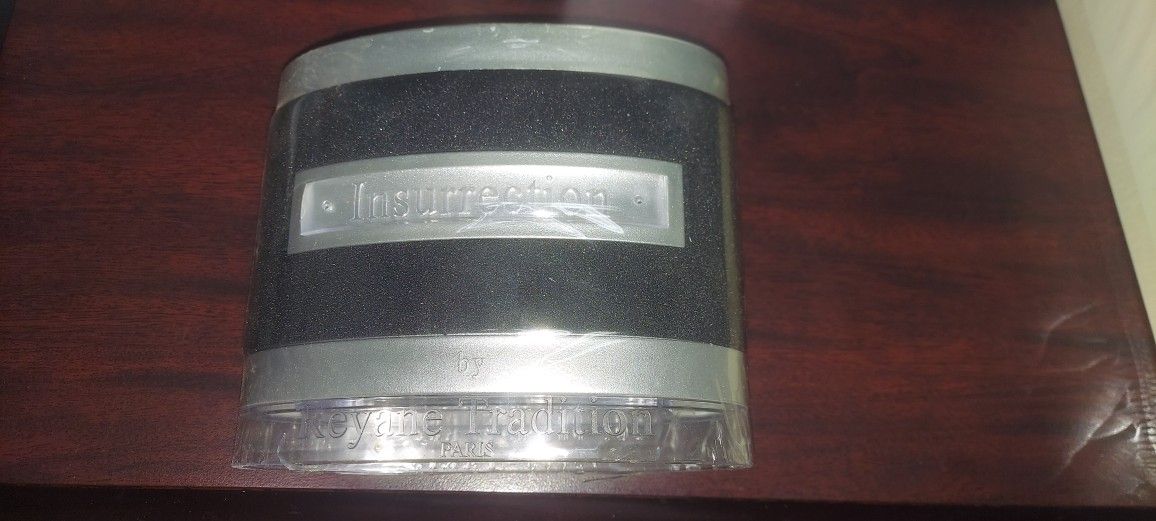 Insurrection
by
Reyane Tradition
PARIS